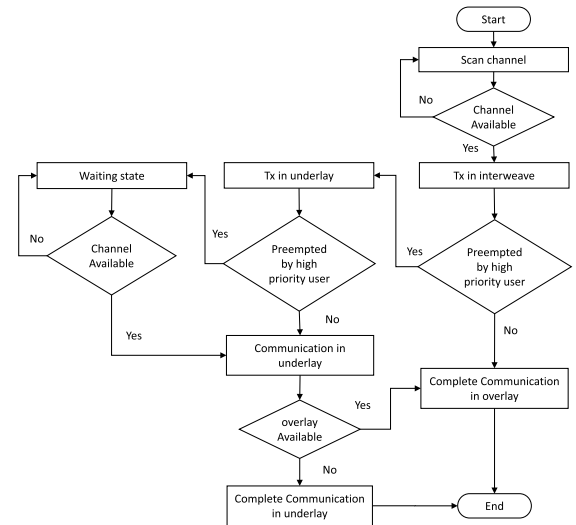 Start
Scan channel
No
Channel
Available
Yes
Waiting state
Tx in underlay
Tx in interweave
No
Channel
Available
Yes
Preempted
by high
priority user
Yes
Preempted
by high
priority user
Yes
No
No
Communication in
underlay
Complete Communication
in overlay
Yes
overlay
Available
No
Complete Communication
in underlay
End